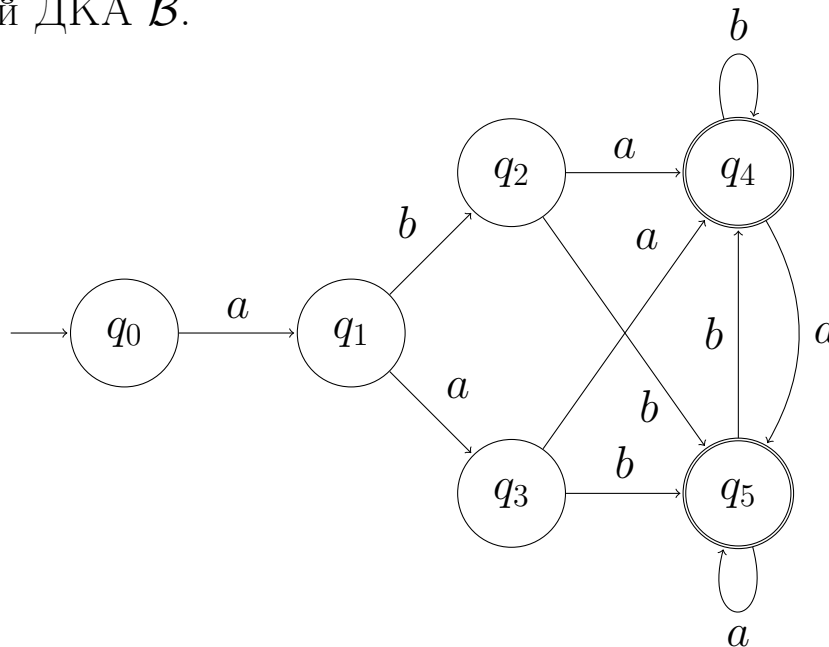 й ДКА ℬ.
b
q₂ a q₄
b a
q₀ a q₁ b a
a b
q₃ b q₅
a